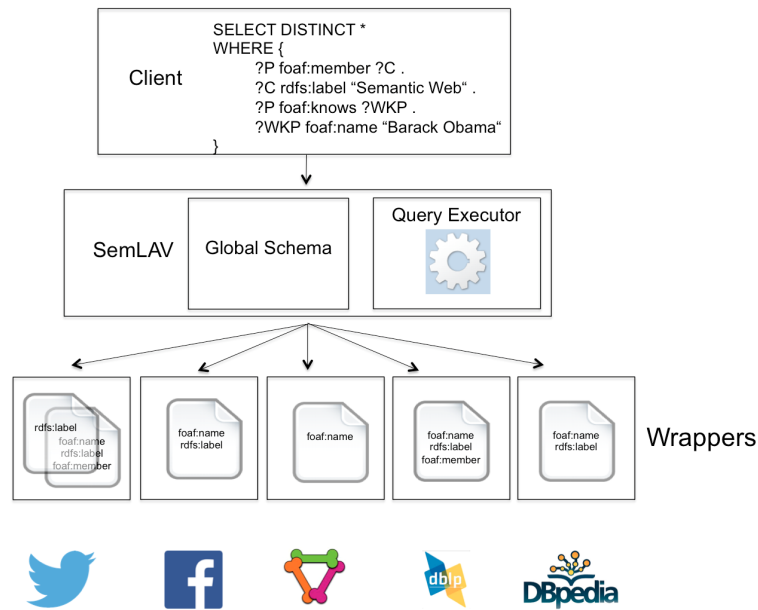 Client
SELECT DISTINCT *
WHERE {
?P foaf:member ?C .
?C rdfs:label “Semantic Web“ .
?P foaf:knows ?WKP .
?WKP foaf:name “Barack Obama“
}
SemLAV
Global Schema
Query Executor
rdfs:label
foaf:name
rdfs:label
foaf:member
foaf:name
rdfs:label
foaf:name
foaf:name
rdfs:label
foaf:member
foaf:name
rdfs:label
Wrappers
dblp
DBpedia